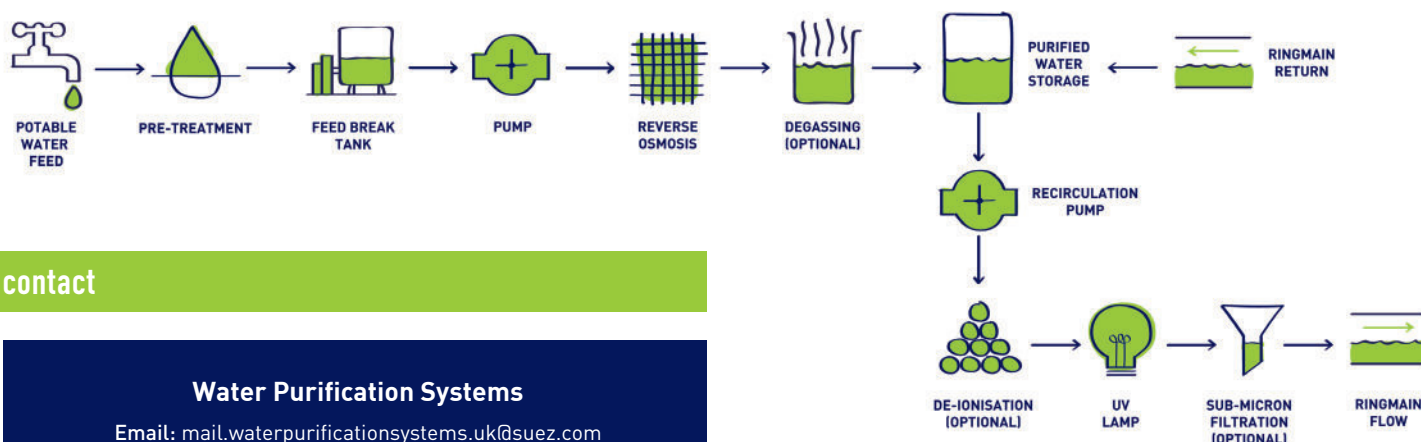 POTABLE
WATER
FEED
PRE-TREATMENT
FEED BREAK
TANK
PUMP
REVERSE
OSMOSIS
DEGASSING
(OPTIONAL)
PURIFIED
WATER
STORAGE
RINGMAIN
RETURN
RECIRCULATION
PUMP
DE-IONISATION
(OPTIONAL)
UV
LAMP
SUB-MICRON
FILTRATION
(OPTIONAL)
RINGMAIN
FLOW
contact
Water Purification Systems
Email: mail.waterpurificationsystems.uk@suez.com